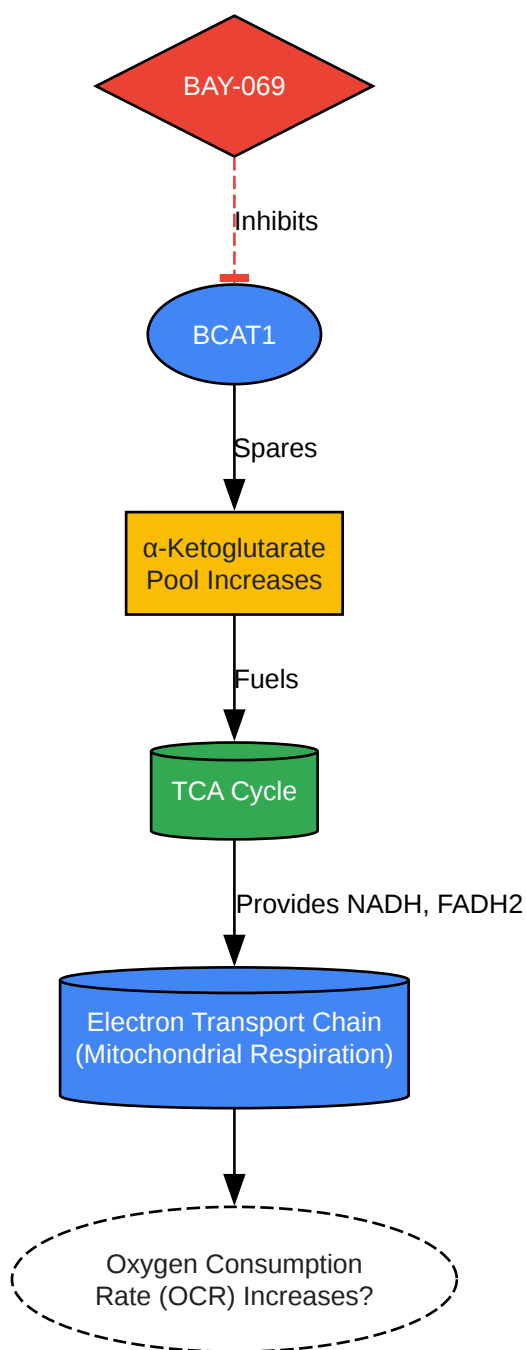 BAY-069
Inhibits
BCAT1
Spares
α-Ketoglutarate
Pool Increases
Fuels
TCA Cycle
Provides NADH, FADH2
Electron Transport Chain
(Mitochondrial Respiration)
Oxygen Consumption
Rate (OCR) Increases?